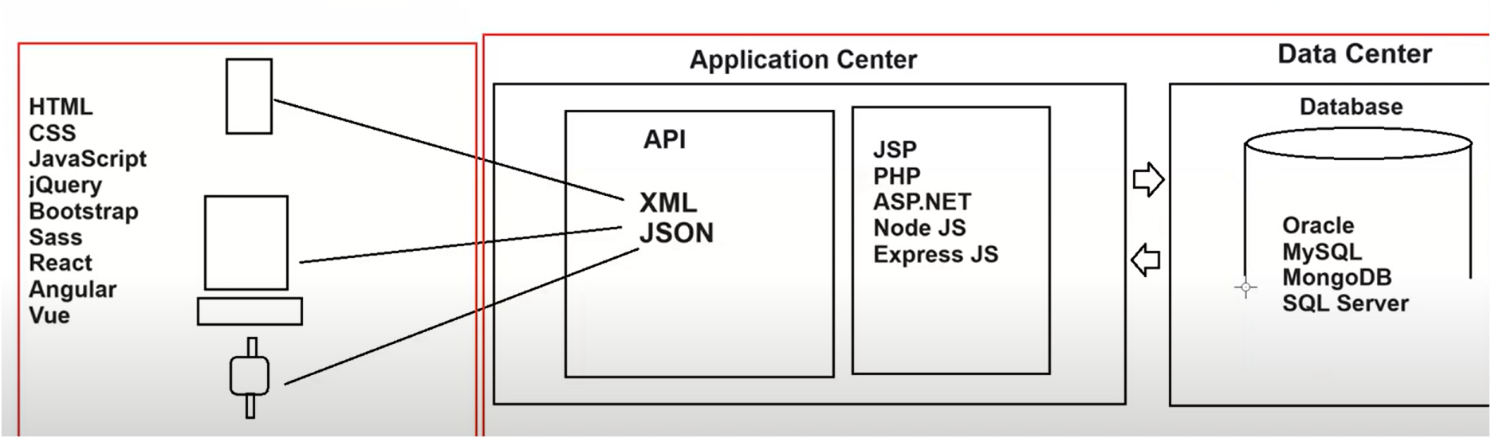 HTML
CSS
JavaScript
jQuery
Bootstrap
Sass
React
Angular
Vue
Application Center
API
XML
JSON
JSP
PHP
ASP.NET
Node JS
Express JS
Data Center
Database
Oracle
MySQL
MongoDB
SQL Server